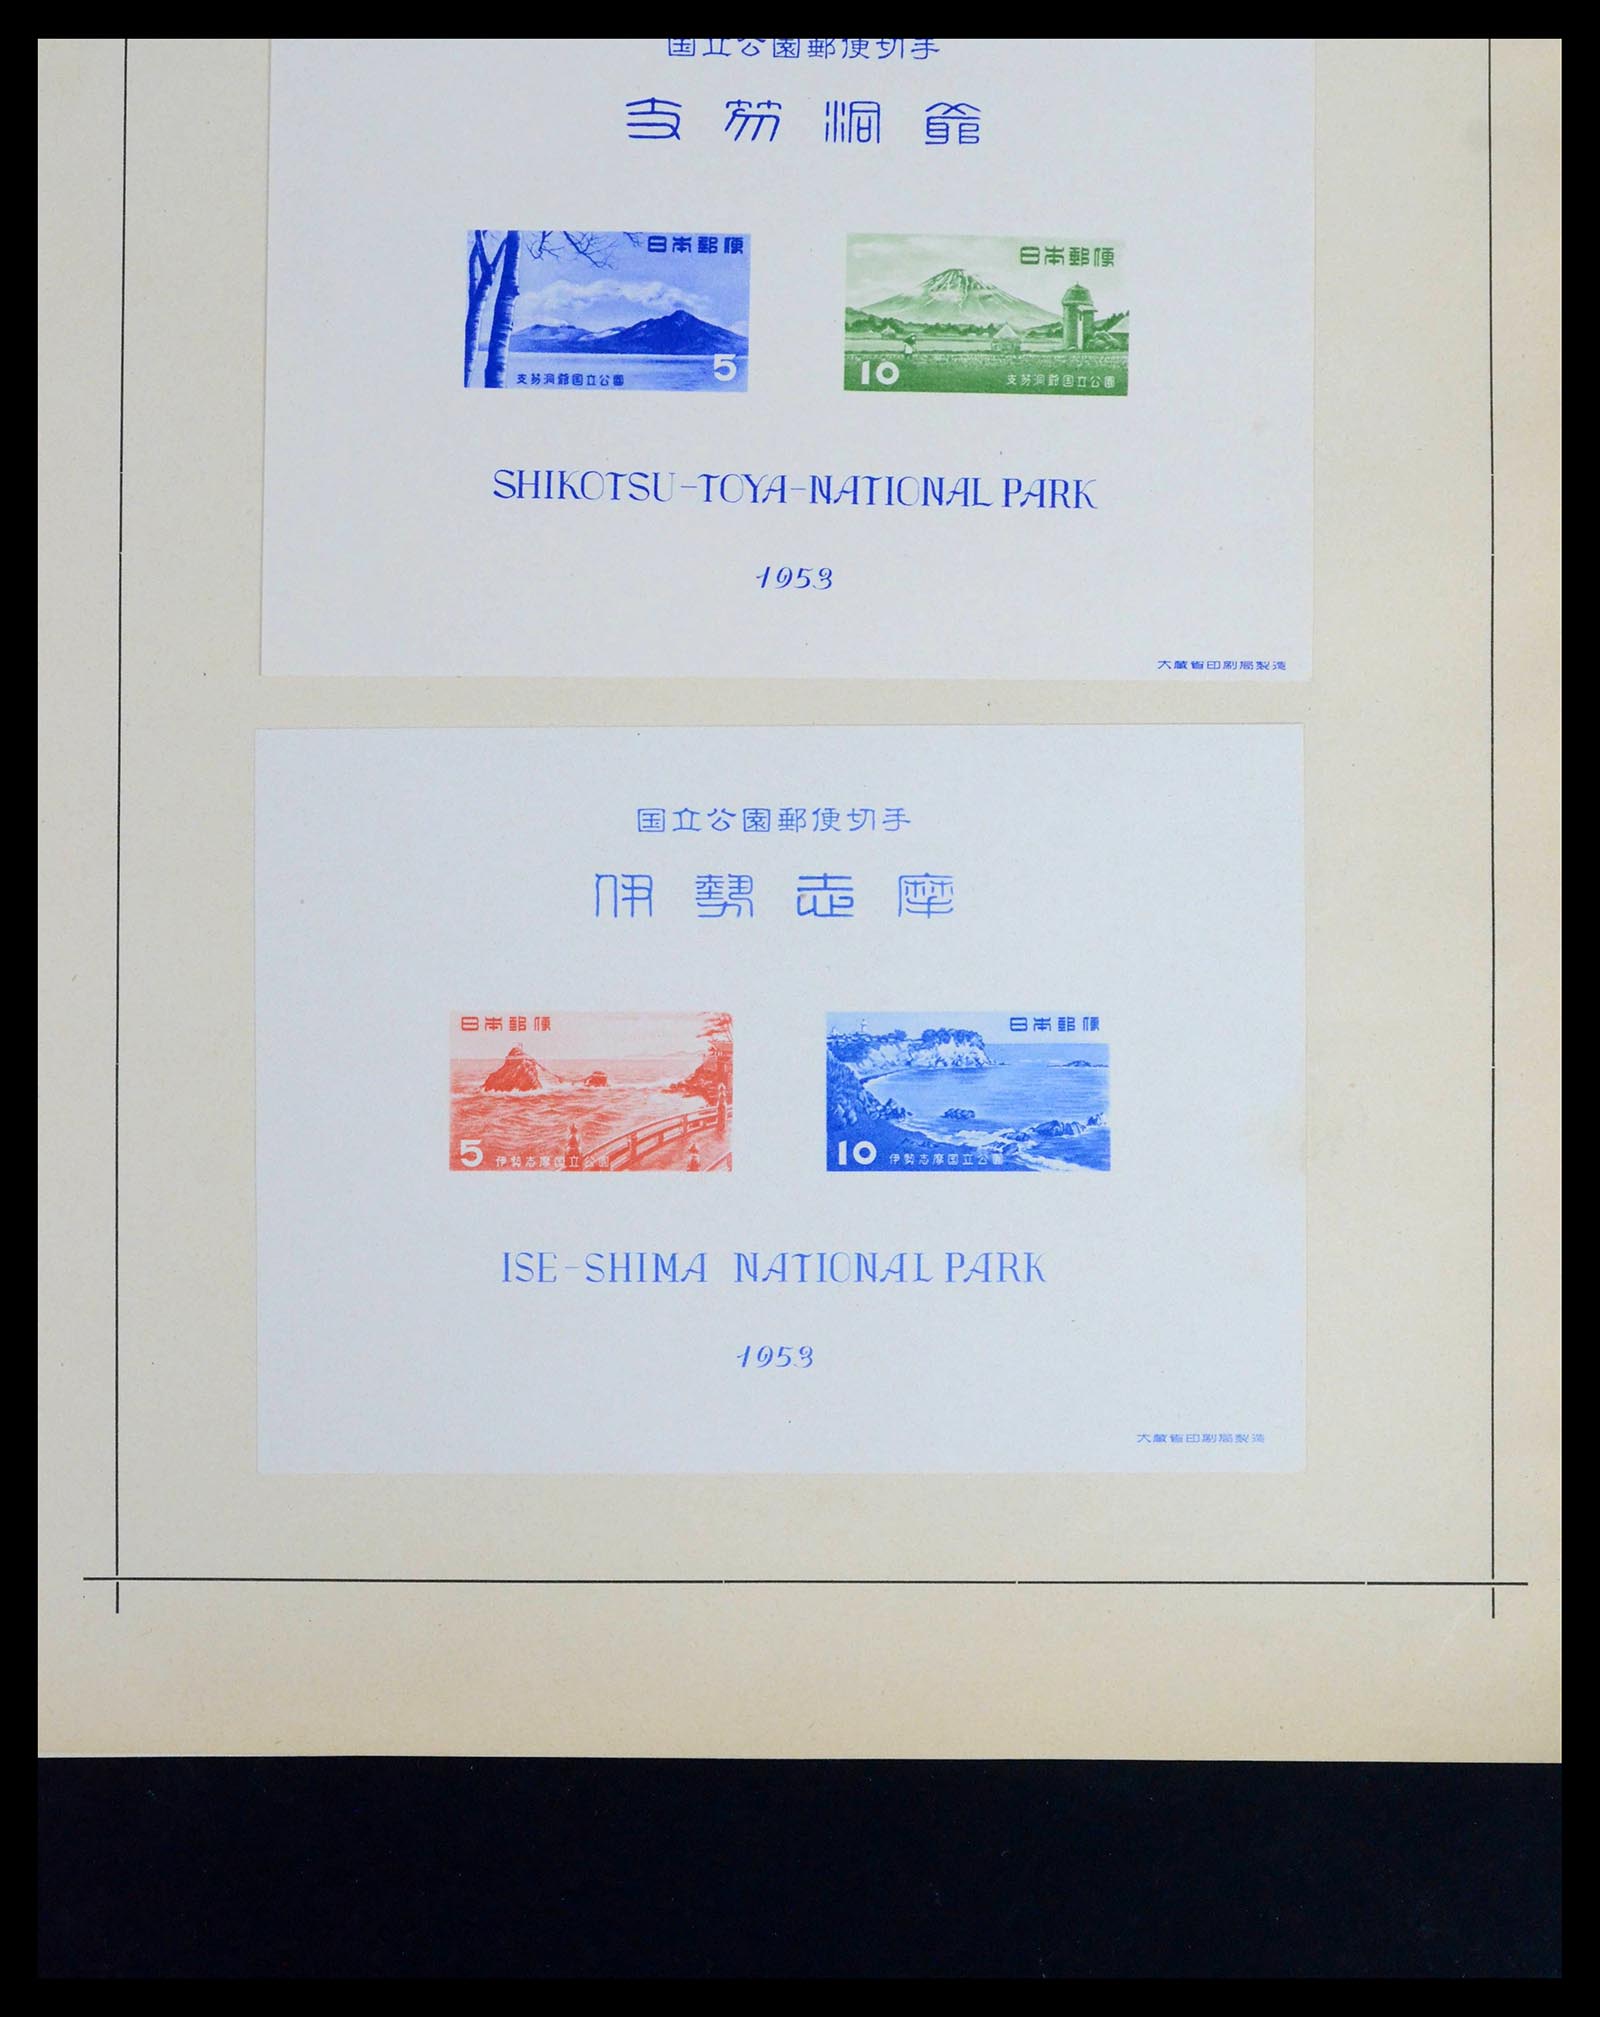 国立公園郵便切手
支笏洞爺
日本郵便
5
支笏洞爺国立公園
日本郵便
10
支笏洞爺国立公園
SHIKOTSU-TOYA-NATIONAL PARK
1953
大蔵省印刷局製造
国立公園郵便切手
伊勢志摩
日本郵便
5 伊勢志摩国立公園
日本郵便
10 伊勢志摩国立公園
ISE-SHIMA NATIONAL PARK
1953
大蔵省印刷局製造